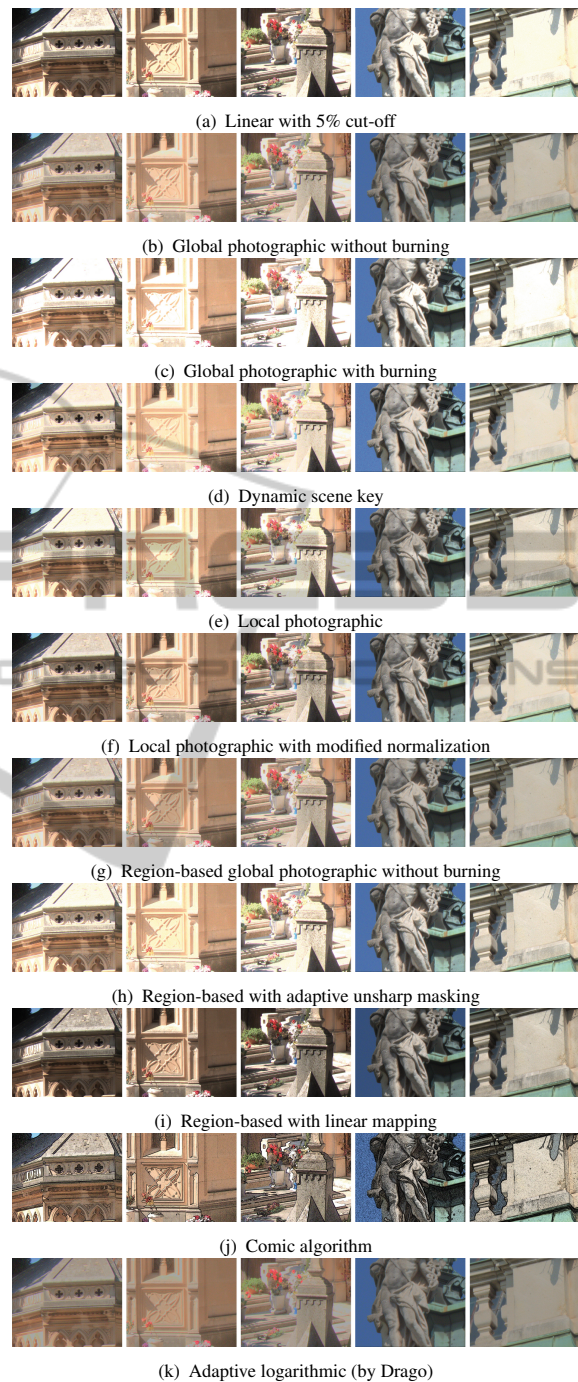 (a) Linear with 5% cut-off
(b) Global photographic without burning
(c) Global photographic with burning
(d) Dynamic scene key
(e) Local photographic
(f) Local photographic with modified normalization
(g) Region-based global photographic without burning
(h) Region-based with adaptive unsharp masking
(i) Region-based with linear mapping
(j) Comic algorithm
(k) Adaptive logarithmic (by Drago)